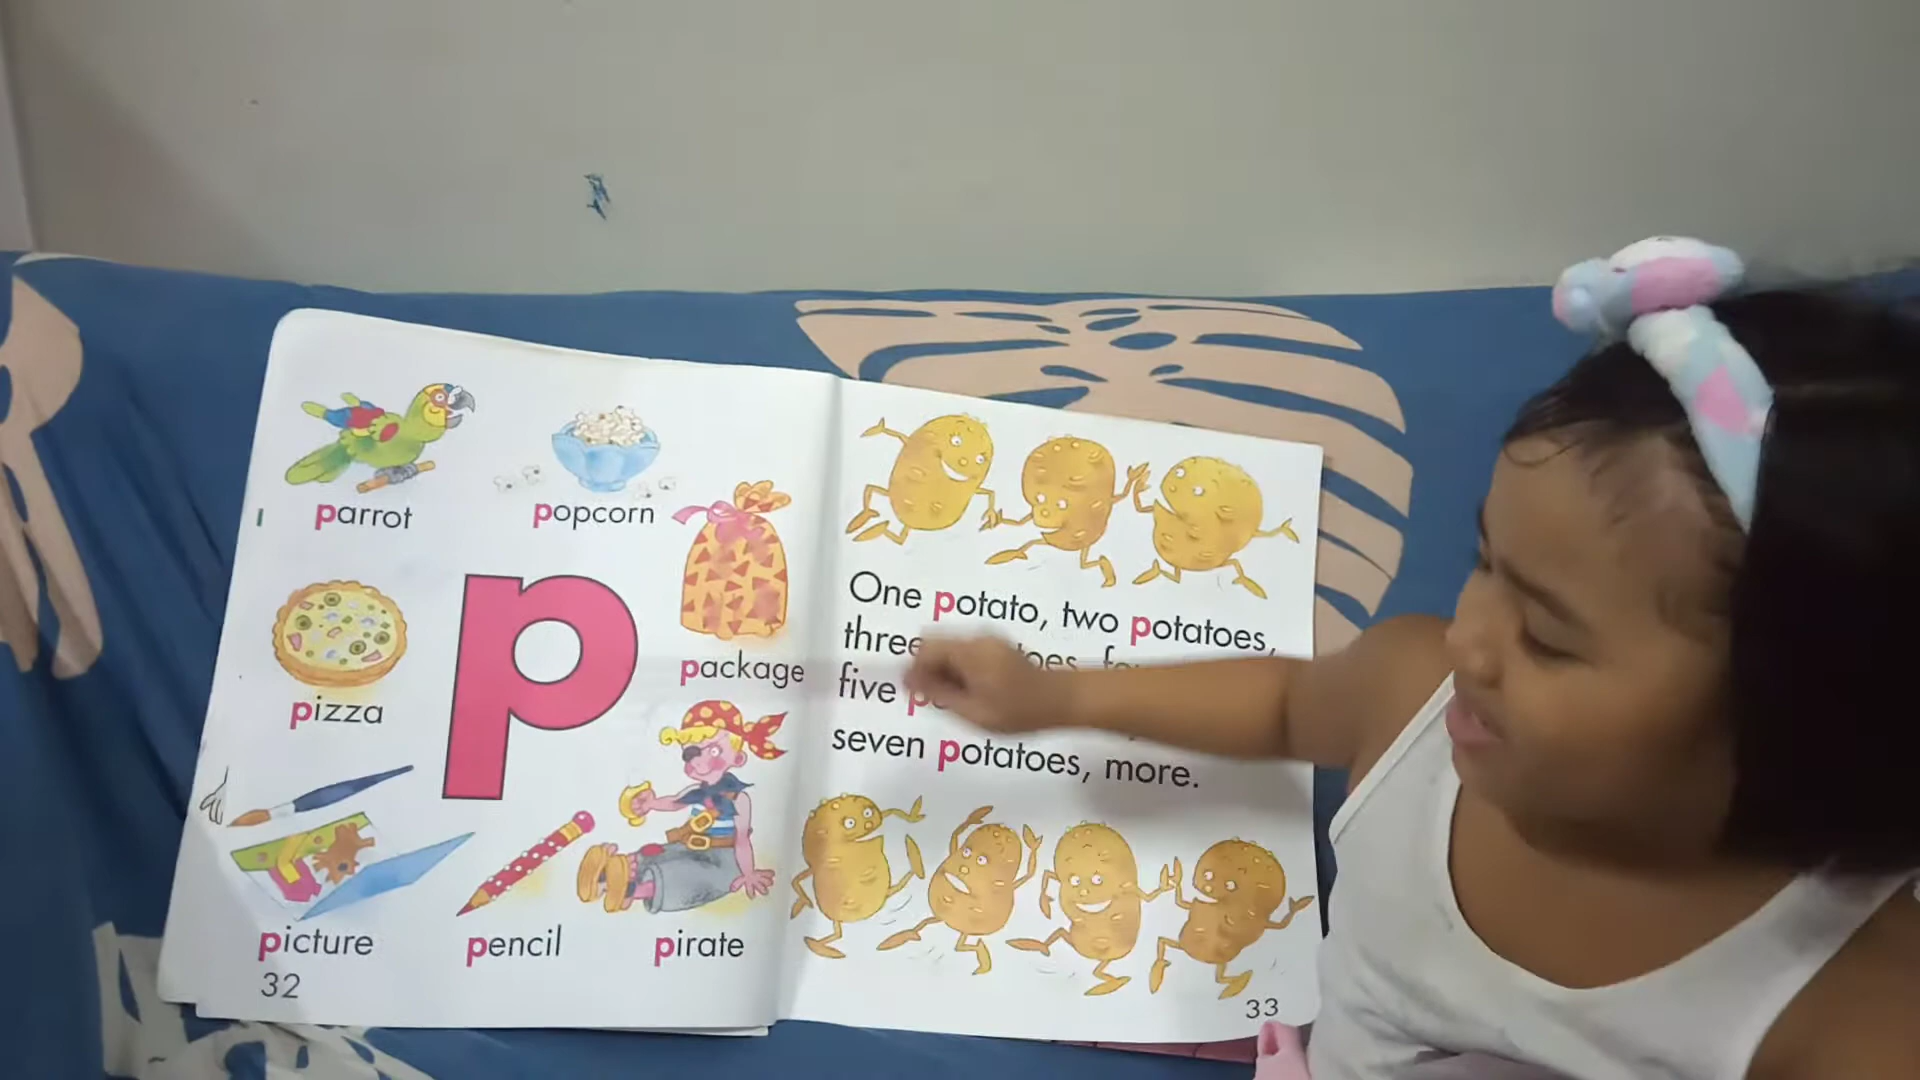 parrot
popcorn
package
pizza
p
picture
pencil
pirate
32
One potato, two potatoes,
three
five
seven potatoes, more.
33